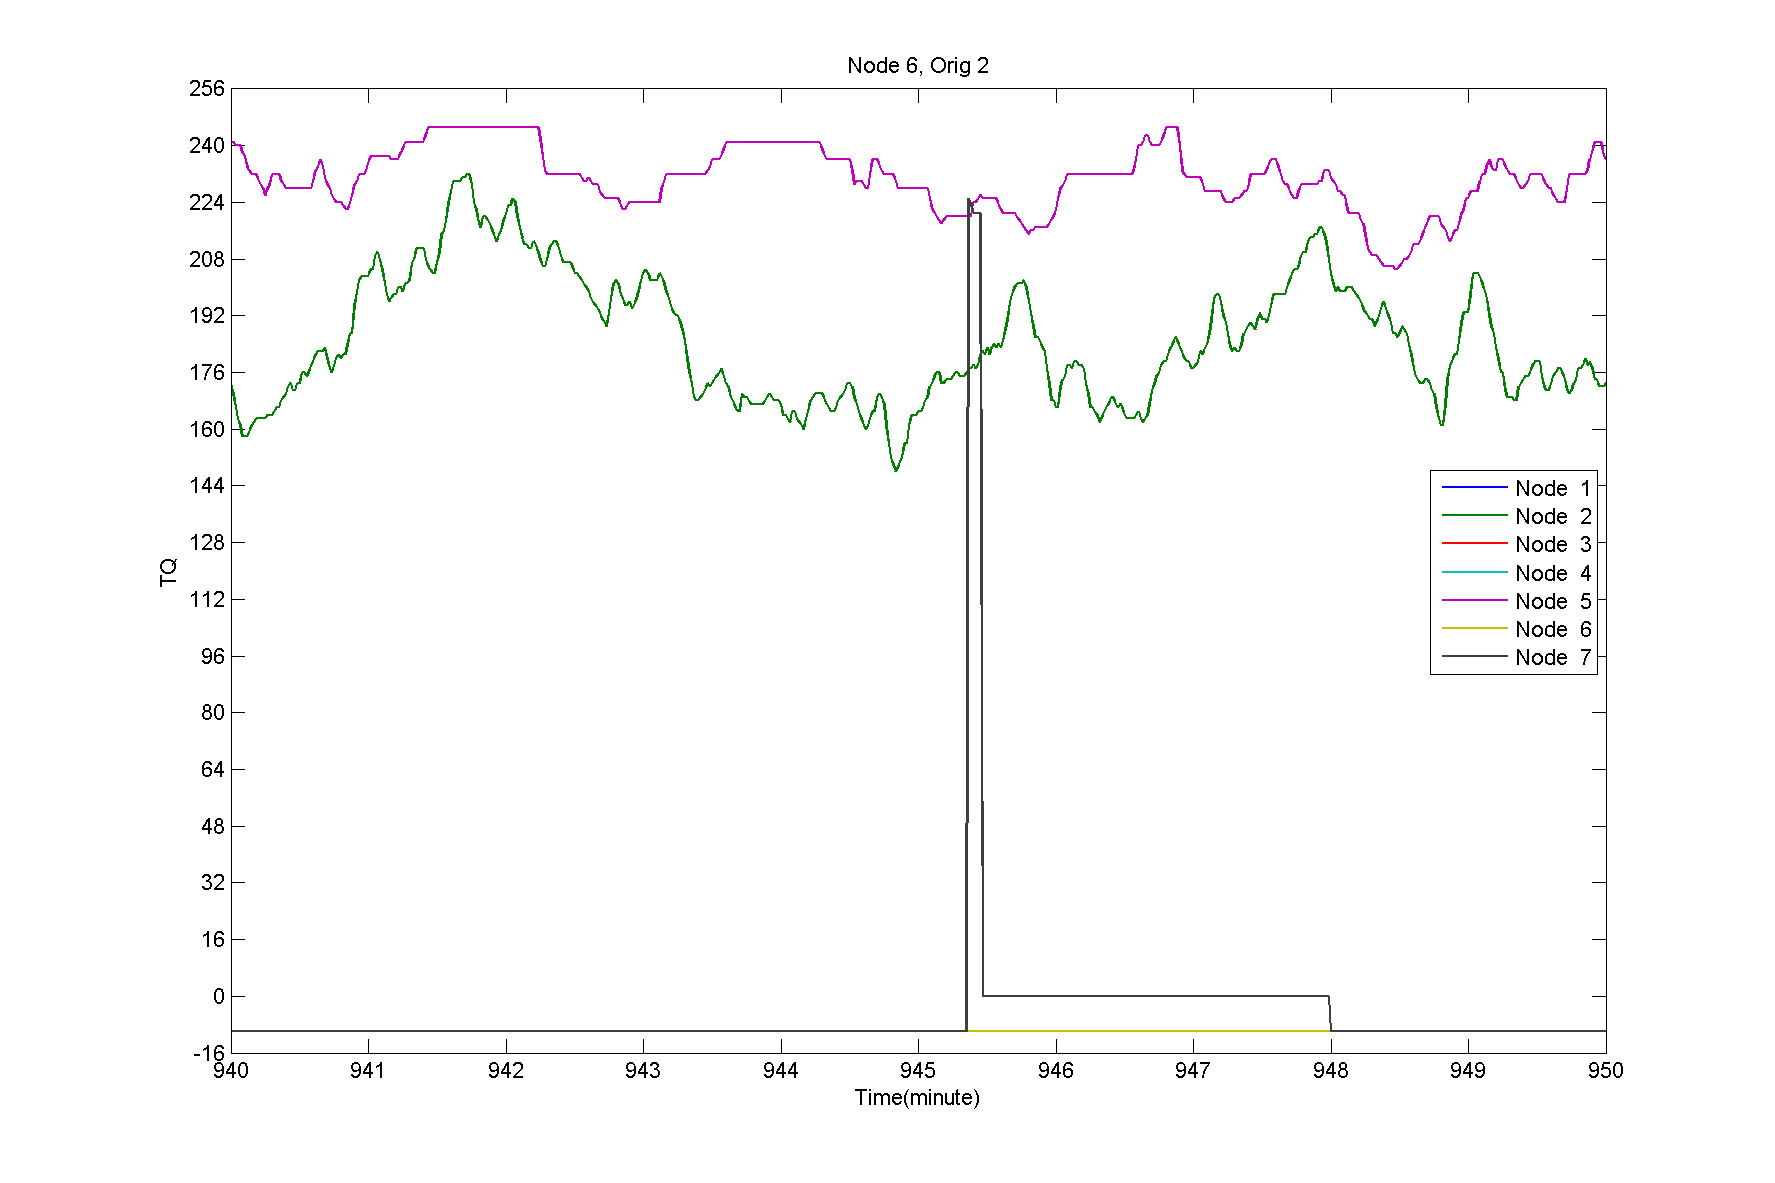 Node 6, Orig 2
256
240
224
208
192
176
160
144
128
112
96
80
64
48
32
16
0
-16
TQ
Node 1
Node 2
Node 3
Node 4
Node 5
Node 6
Node 7
940 941 942 943 944 945 946 947 948 949 950
Time(minute)